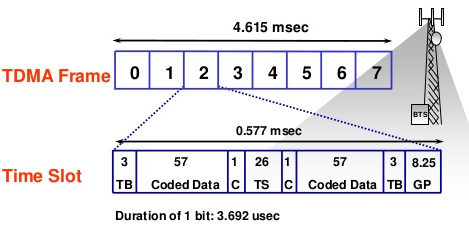 4.615 msec
TDMA Frame
0 1 2 3 4 5 6 7
BTS
0.577 msec
Time Slot
3 57 1 26 1 57 3 8.25
TB Coded Data C TS C Coded Data TB GP
Duration of 1 bit: 3.692 usec